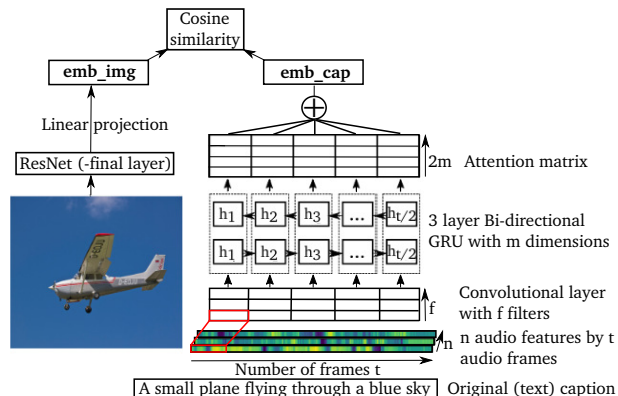 Cosine
similarity
emb_img
emb_cap
Linear projection
ResNet (-final layer)
2m Attention matrix
h1 h2 h3 ... ht/2
h1 h2 h3 ... ht/2
3 layer Bi-directional
GRU with m dimensions
f
Convolutional layer
with f filters
n
n audio features by t
audio frames
Number of frames t
A small plane flying through a blue sky
Original (text) caption